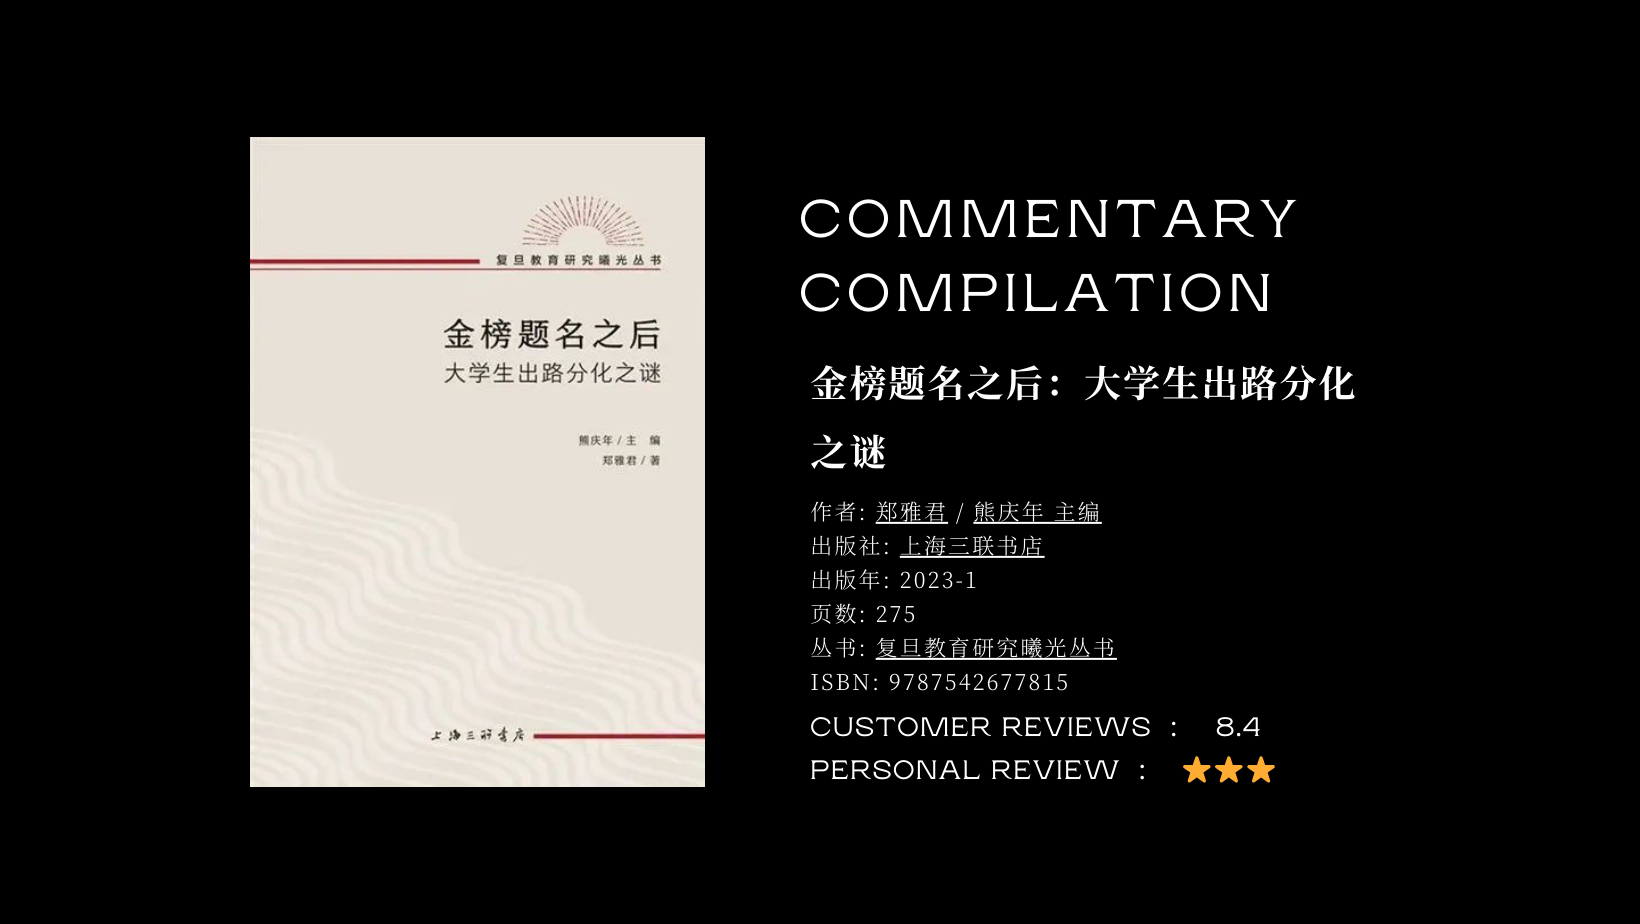 复旦教育研究曦光丛书
金榜题名之后
大学生出路分化之谜
熊庆年 / 主　编
郑雅君 / 著
上海三联書店
COMMENTARY
COMPILATION
金榜题名之后：大学生出路分化
之谜
作者: 郑雅君 / 熊庆年 主编
出版社: 上海三联书店
出版年: 2023-1
页数: 275
丛书: 复旦教育研究曦光丛书
ISBN: 9787542677815
CUSTOMER REVIEWS ： 8.4
PERSONAL REVIEW ： ⭐⭐⭐